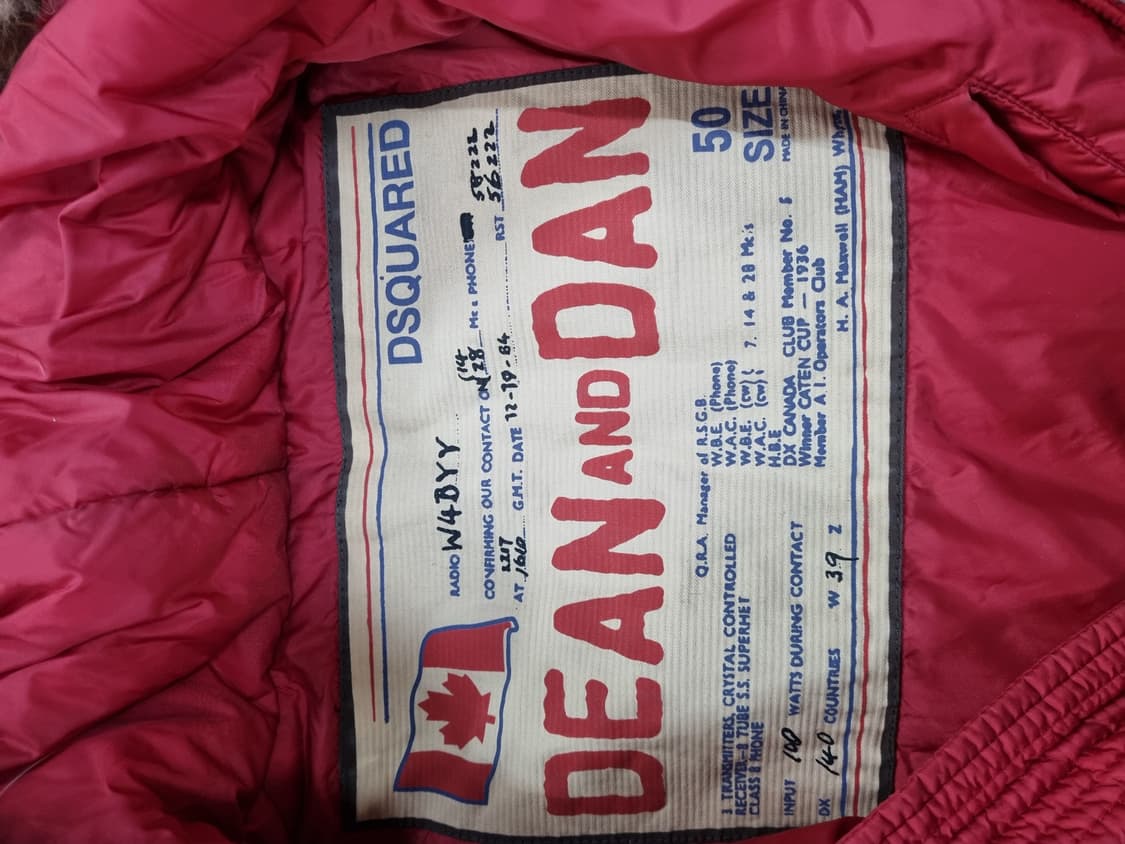 DSQUARED
RADIO W4BYY
CONFIRMING OUR CONTACT ON {14 28 Mc s PHONE 58222
AT 1610 G.M.T. DATE 12-19-64 RST 56222
DEAN AND DAN
Q.R.A. Manager of R.S.G.B.
3 TRANSMITTERS, CRYSTAL CONTROLLED
RECEIVER—8 TUBE S.S. SUPERHET
CLASS B PHONE
W.B.E. (Phone)
W.A.C. (Phone)
W.B.E. (cw)
W.A.C. (cw)
7. 14 & 28 Mc:s
H.B.E
DX CANADA CLUB Member No. 5
Winner CATEN CUP — 1936
Member A 1. Operators Club
INPUT 100 WATTS DURING CONTACT
DX 140 COUNTRIES W 39 Z
H. A. Maxwell (HAM)
50
SIZE
MADE IN CHINA